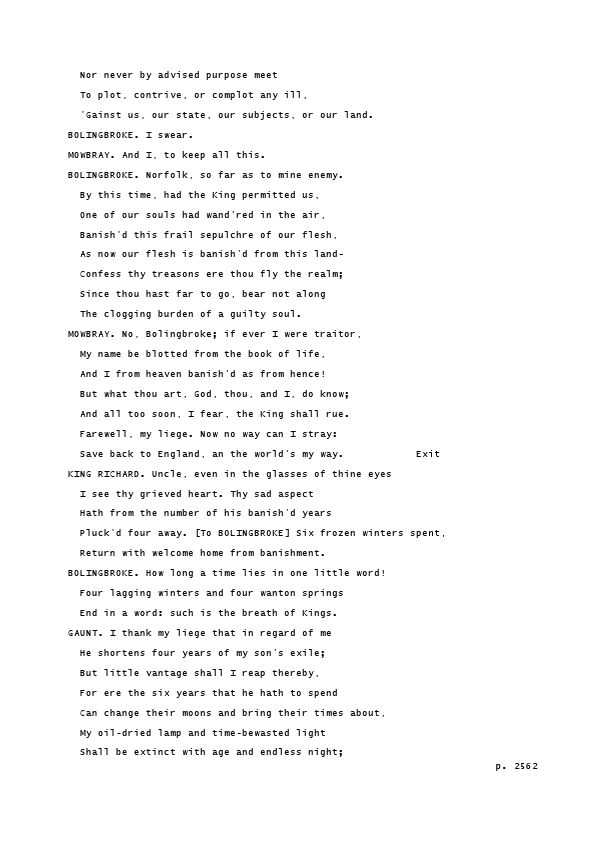 Nor never by advised purpose meet
To plot, contrive, or complot any ill,
'Gainst us, our state, our subjects, or our land.
BOLINGBROKE. I swear.
MOWBRAY. And I, to keep all this.
BOLINGBROKE. Norfolk, so far as to mine enemy.
By this time, had the King permitted us,
One of our souls had wand'red in the air,
Banish'd this frail sepulchre of our flesh,
As now our flesh is banish'd from this land-
Confess thy treasons ere thou fly the realm;
Since thou hast far to go, bear not along
The clogging burden of a guilty soul.
MOWBRAY. No, Bolingbroke; if ever I were traitor,
My name be blotted from the book of life,
And I from heaven banish'd as from hence!
But what thou art, God, thou, and I, do know;
And all too soon, I fear, the King shall rue.
Farewell, my liege. Now no way can I stray:
Save back to England, an the world's my way. Exit
KING RICHARD. Uncle, even in the glasses of thine eyes
I see thy grieved heart. Thy sad aspect
Hath from the number of his banish'd years
Pluck'd four away. [To BOLINGBROKE] Six frozen winters spent,
Return with welcome home from banishment.
BOLINGBROKE. How long a time lies in one little word!
Four lagging winters and four wanton springs
End in a word: such is the breath of Kings.
GAUNT. I thank my liege that in regard of me
He shortens four years of my son's exile;
But little vantage shall I reap thereby,
For ere the six years that he hath to spend
Can change their moons and bring their times about,
My oil-dried lamp and time-bewasted light
Shall be extinct with age and endless night;
p. 2562